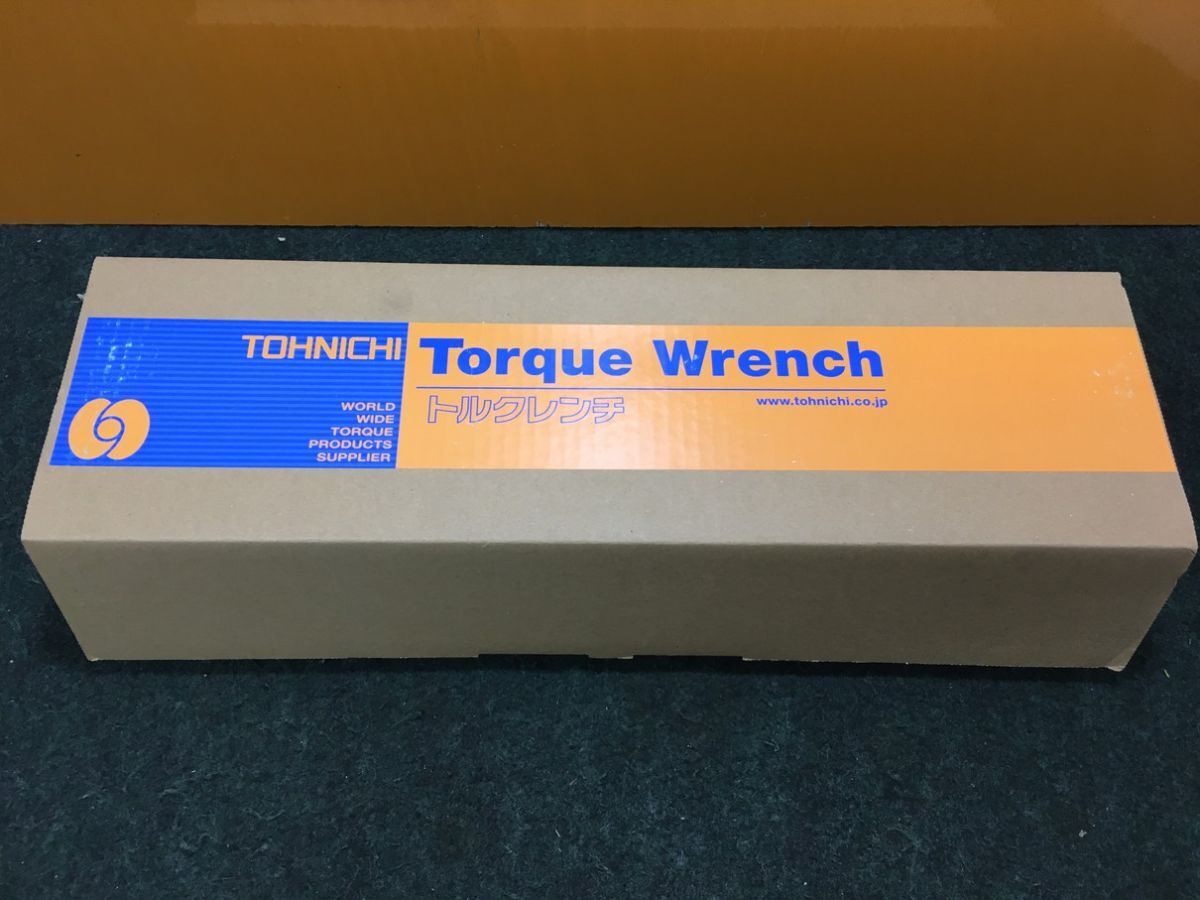 TOHNICHI
WORLD
WIDE
TORQUE
PRODUCTS
SUPPLIER
Torque Wrench
トルクレンチ
www.tohnichi.co.jp